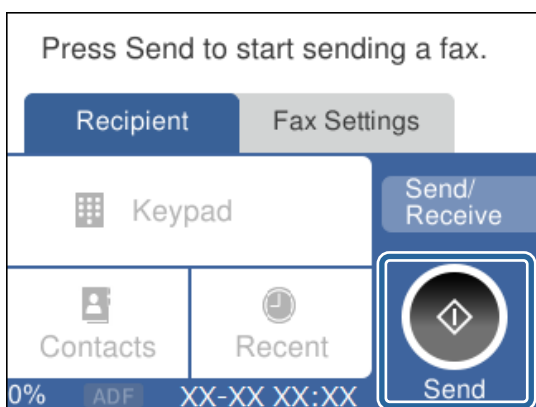 Press Send to start sending a fax.
Recipient Fax Settings
Keypad
Send/
Receive
Contacts Recent
0% ADF XX-XX XX:XX Send